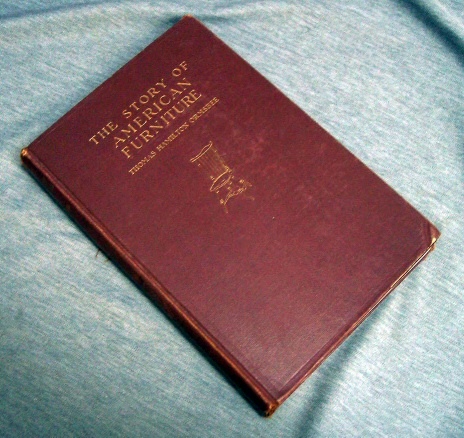 THE STORY OF
AMERICAN
FURNITURE
THOMAS HAMILTON ORMSBEE